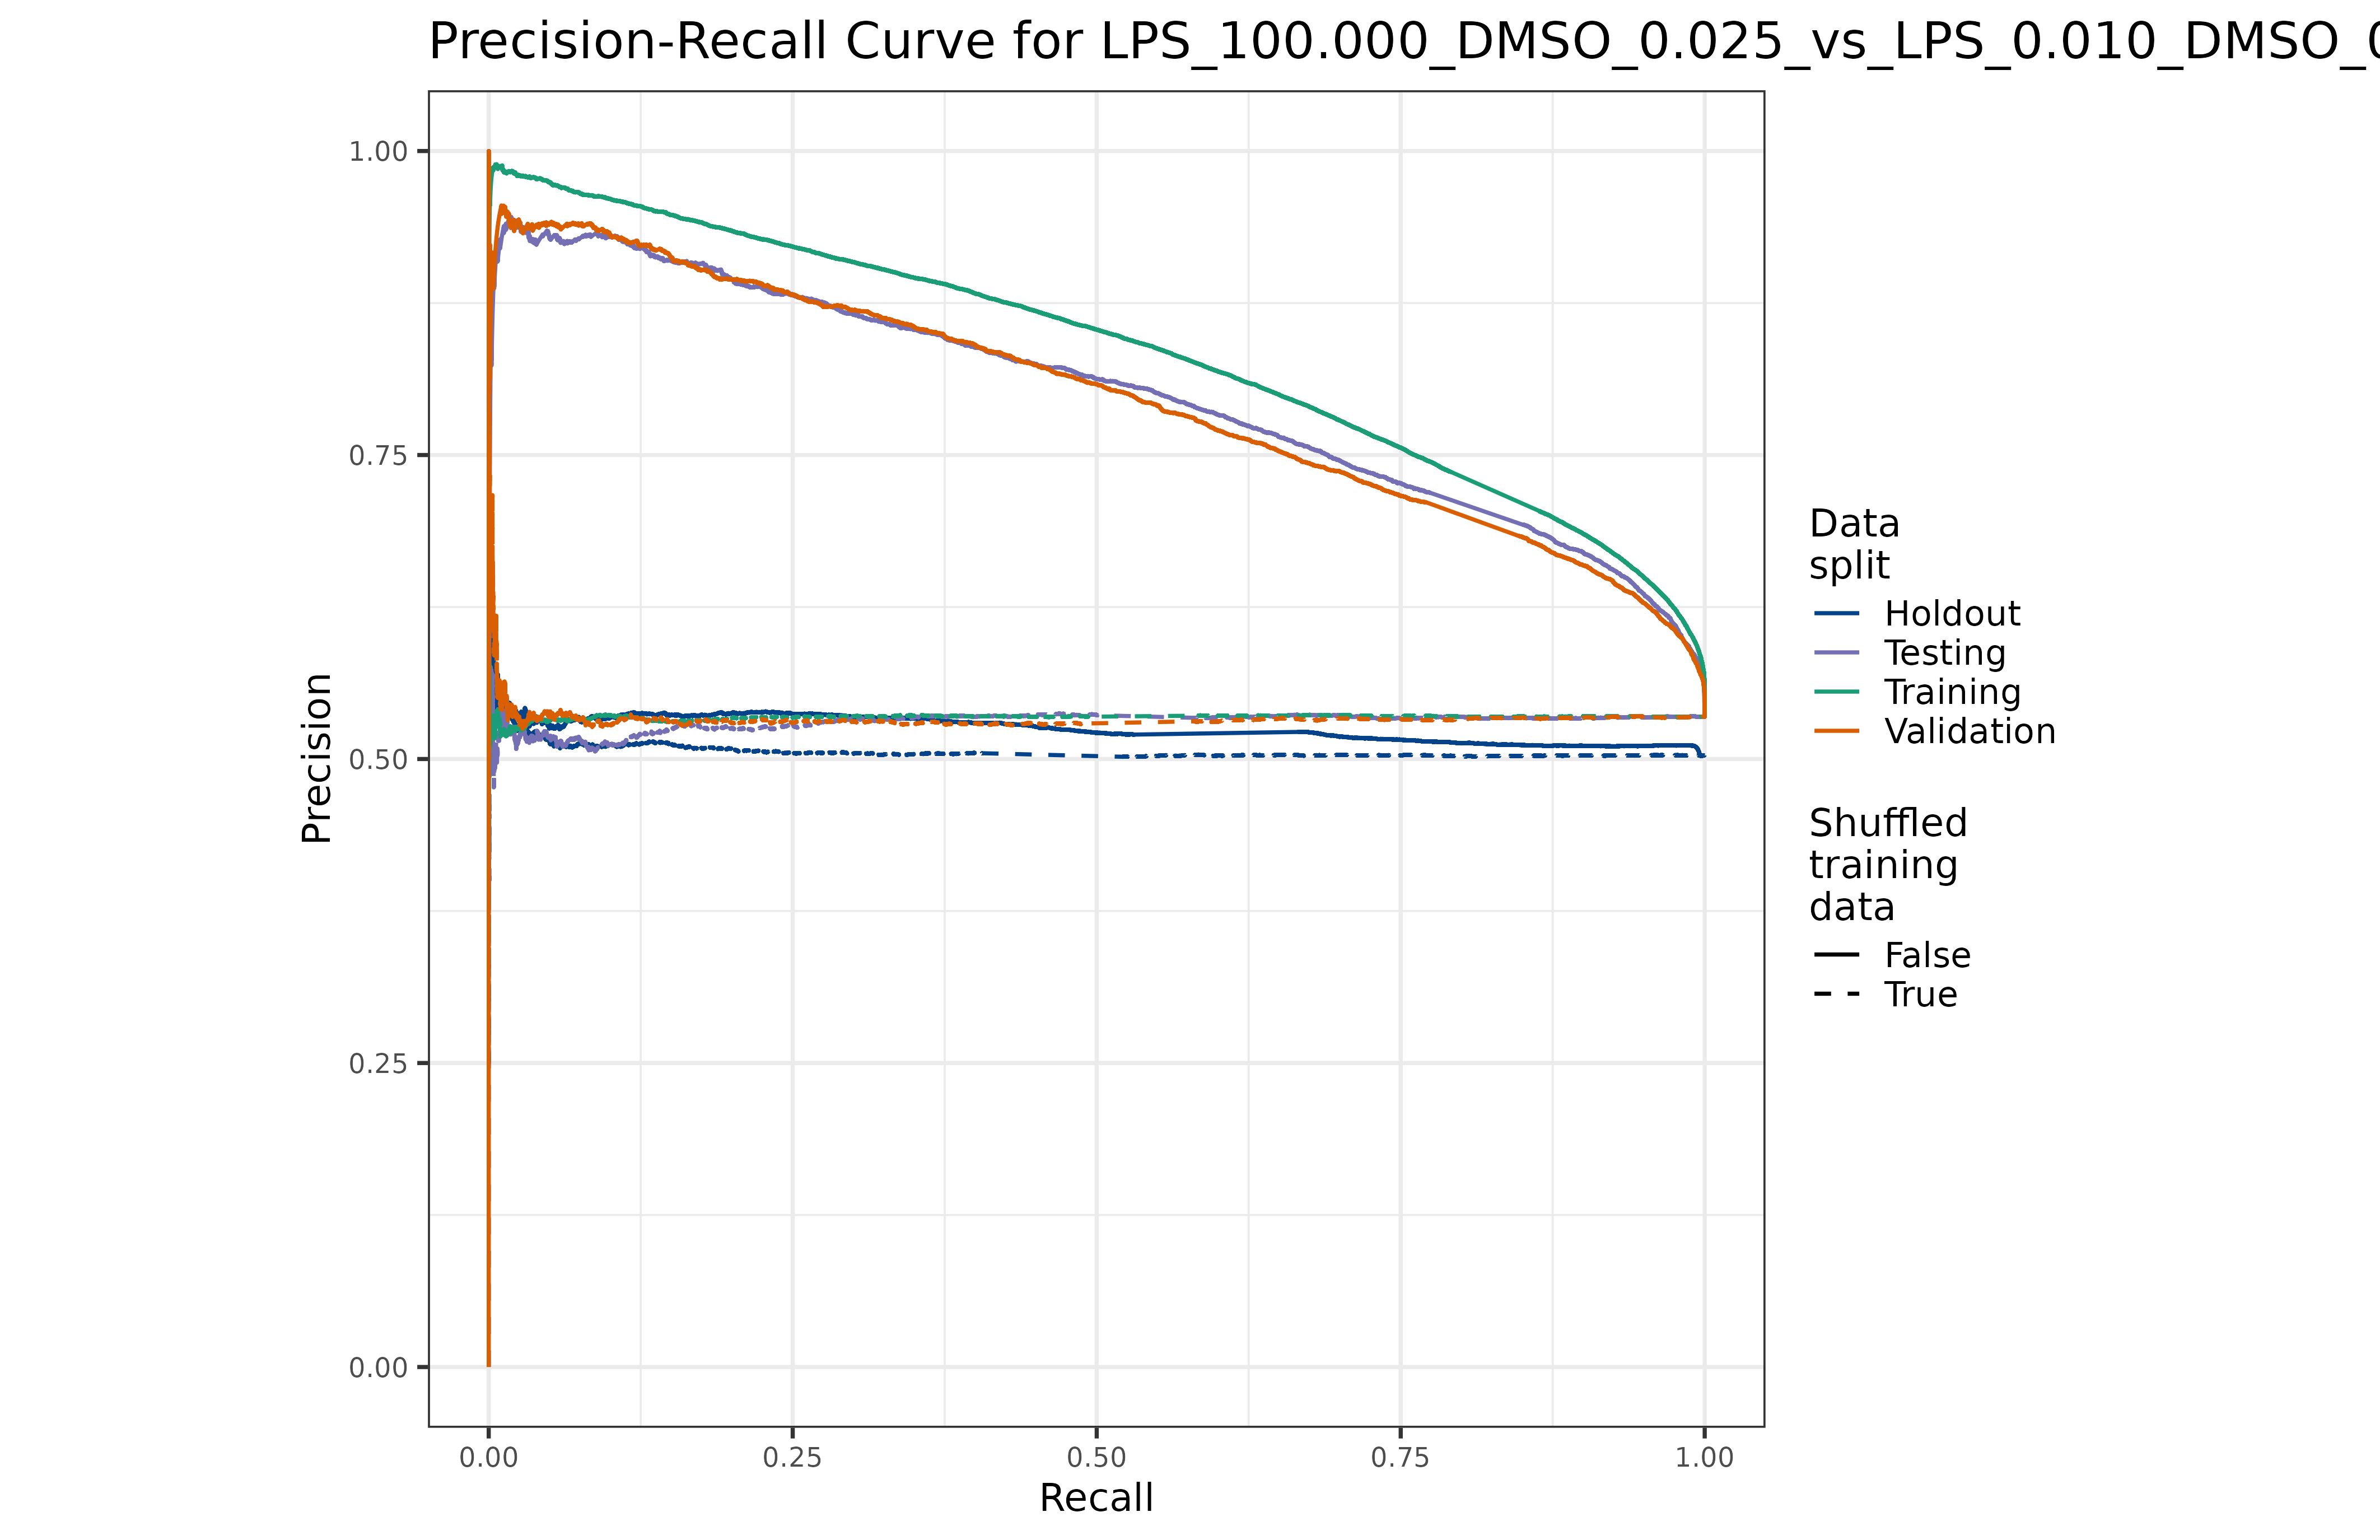 Precision-Recall Curve for LPS_100.000_DMSO_0.025_vs_LPS_0.010_DMSO_0
1.00
0.75
0.50
0.25
0.00
Precision
0.00 0.25 0.50 0.75 1.00
Recall
Data
split
Holdout
Testing
Training
Validation
Shuffled
training
data
False
True